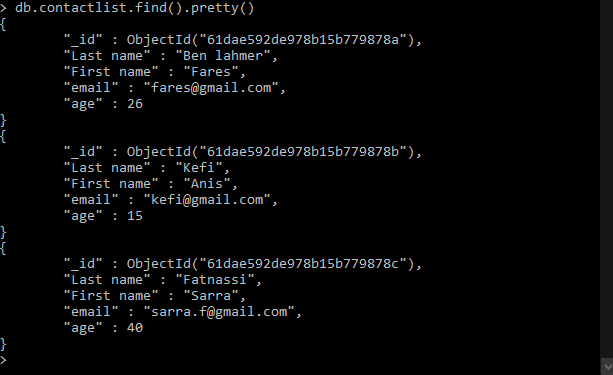 > db.contactlist.find().pretty()
{
        "_id" : ObjectId("61dae592de978b15b779878a"),
        "Last name" : "Ben lahmer",
        "First name" : "Fares",
        "email" : "fares@gmail.com",
        "age" : 26
}
{
        "_id" : ObjectId("61dae592de978b15b779878b"),
        "Last name" : "Kefi",
        "First name" : "Anis",
        "email" : "kefi@gmail.com",
        "age" : 15
}
{
        "_id" : ObjectId("61dae592de978b15b779878c"),
        "Last name" : "Fatnassi",
        "First name" : "Sarra",
        "email" : "sarra.f@gmail.com",
        "age" : 40
}
>